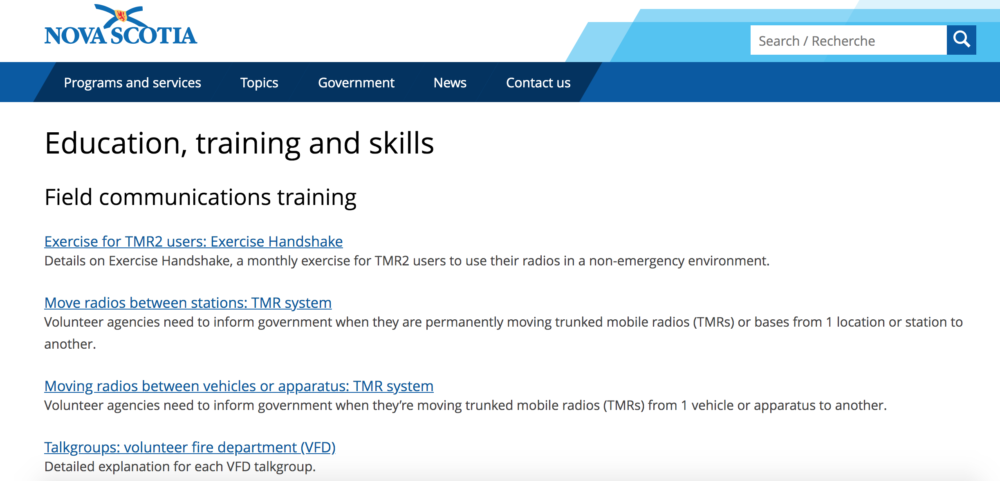 NOVA SCOTIA
Search / Recherche
Programs and services
Topics
Government
News
Contact us
Education, training and skills
Field communications training
Exercise for TMR2 users: Exercise Handshake
Details on Exercise Handshake, a monthly exercise for TMR2 users to use their radios in a non-emergency environment.
Move radios between stations: TMR system
Volunteer agencies need to inform government when they are permanently moving trunked mobile radios (TMRs) or bases from 1 location or station to
another.
Moving radios between vehicles or apparatus: TMR system
Volunteer agencies need to inform government when they’re moving trunked mobile radios (TMRs) from 1 vehicle or apparatus to another.
Talkgroups: volunteer fire department (VFD)
Detailed explanation for each VFD talkgroup.